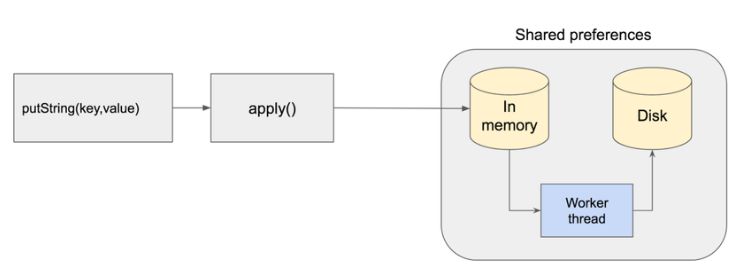 Shared preferences
putString(key,value)
apply()
In
memory
Disk
Worker
thread